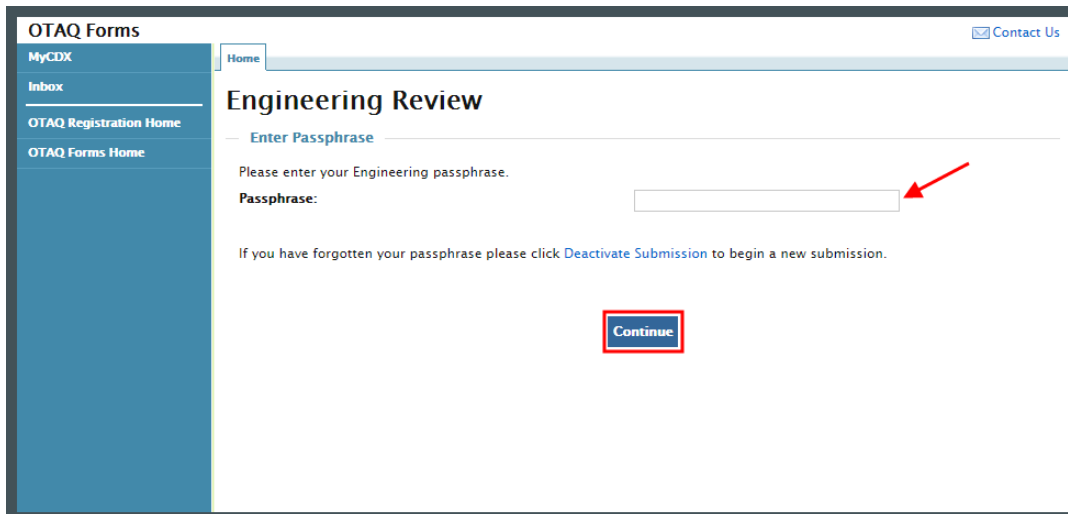 OTAQ Forms
Contact Us
MyCDX
Home
Inbox
Engineering Review
OTAQ Registration Home
Enter Passphrase
OTAQ Forms Home
Please enter your Engineering passphrase.
Passphrase:
If you have forgotten your passphrase please click Deactivate Submission to begin a new submission.
Continue